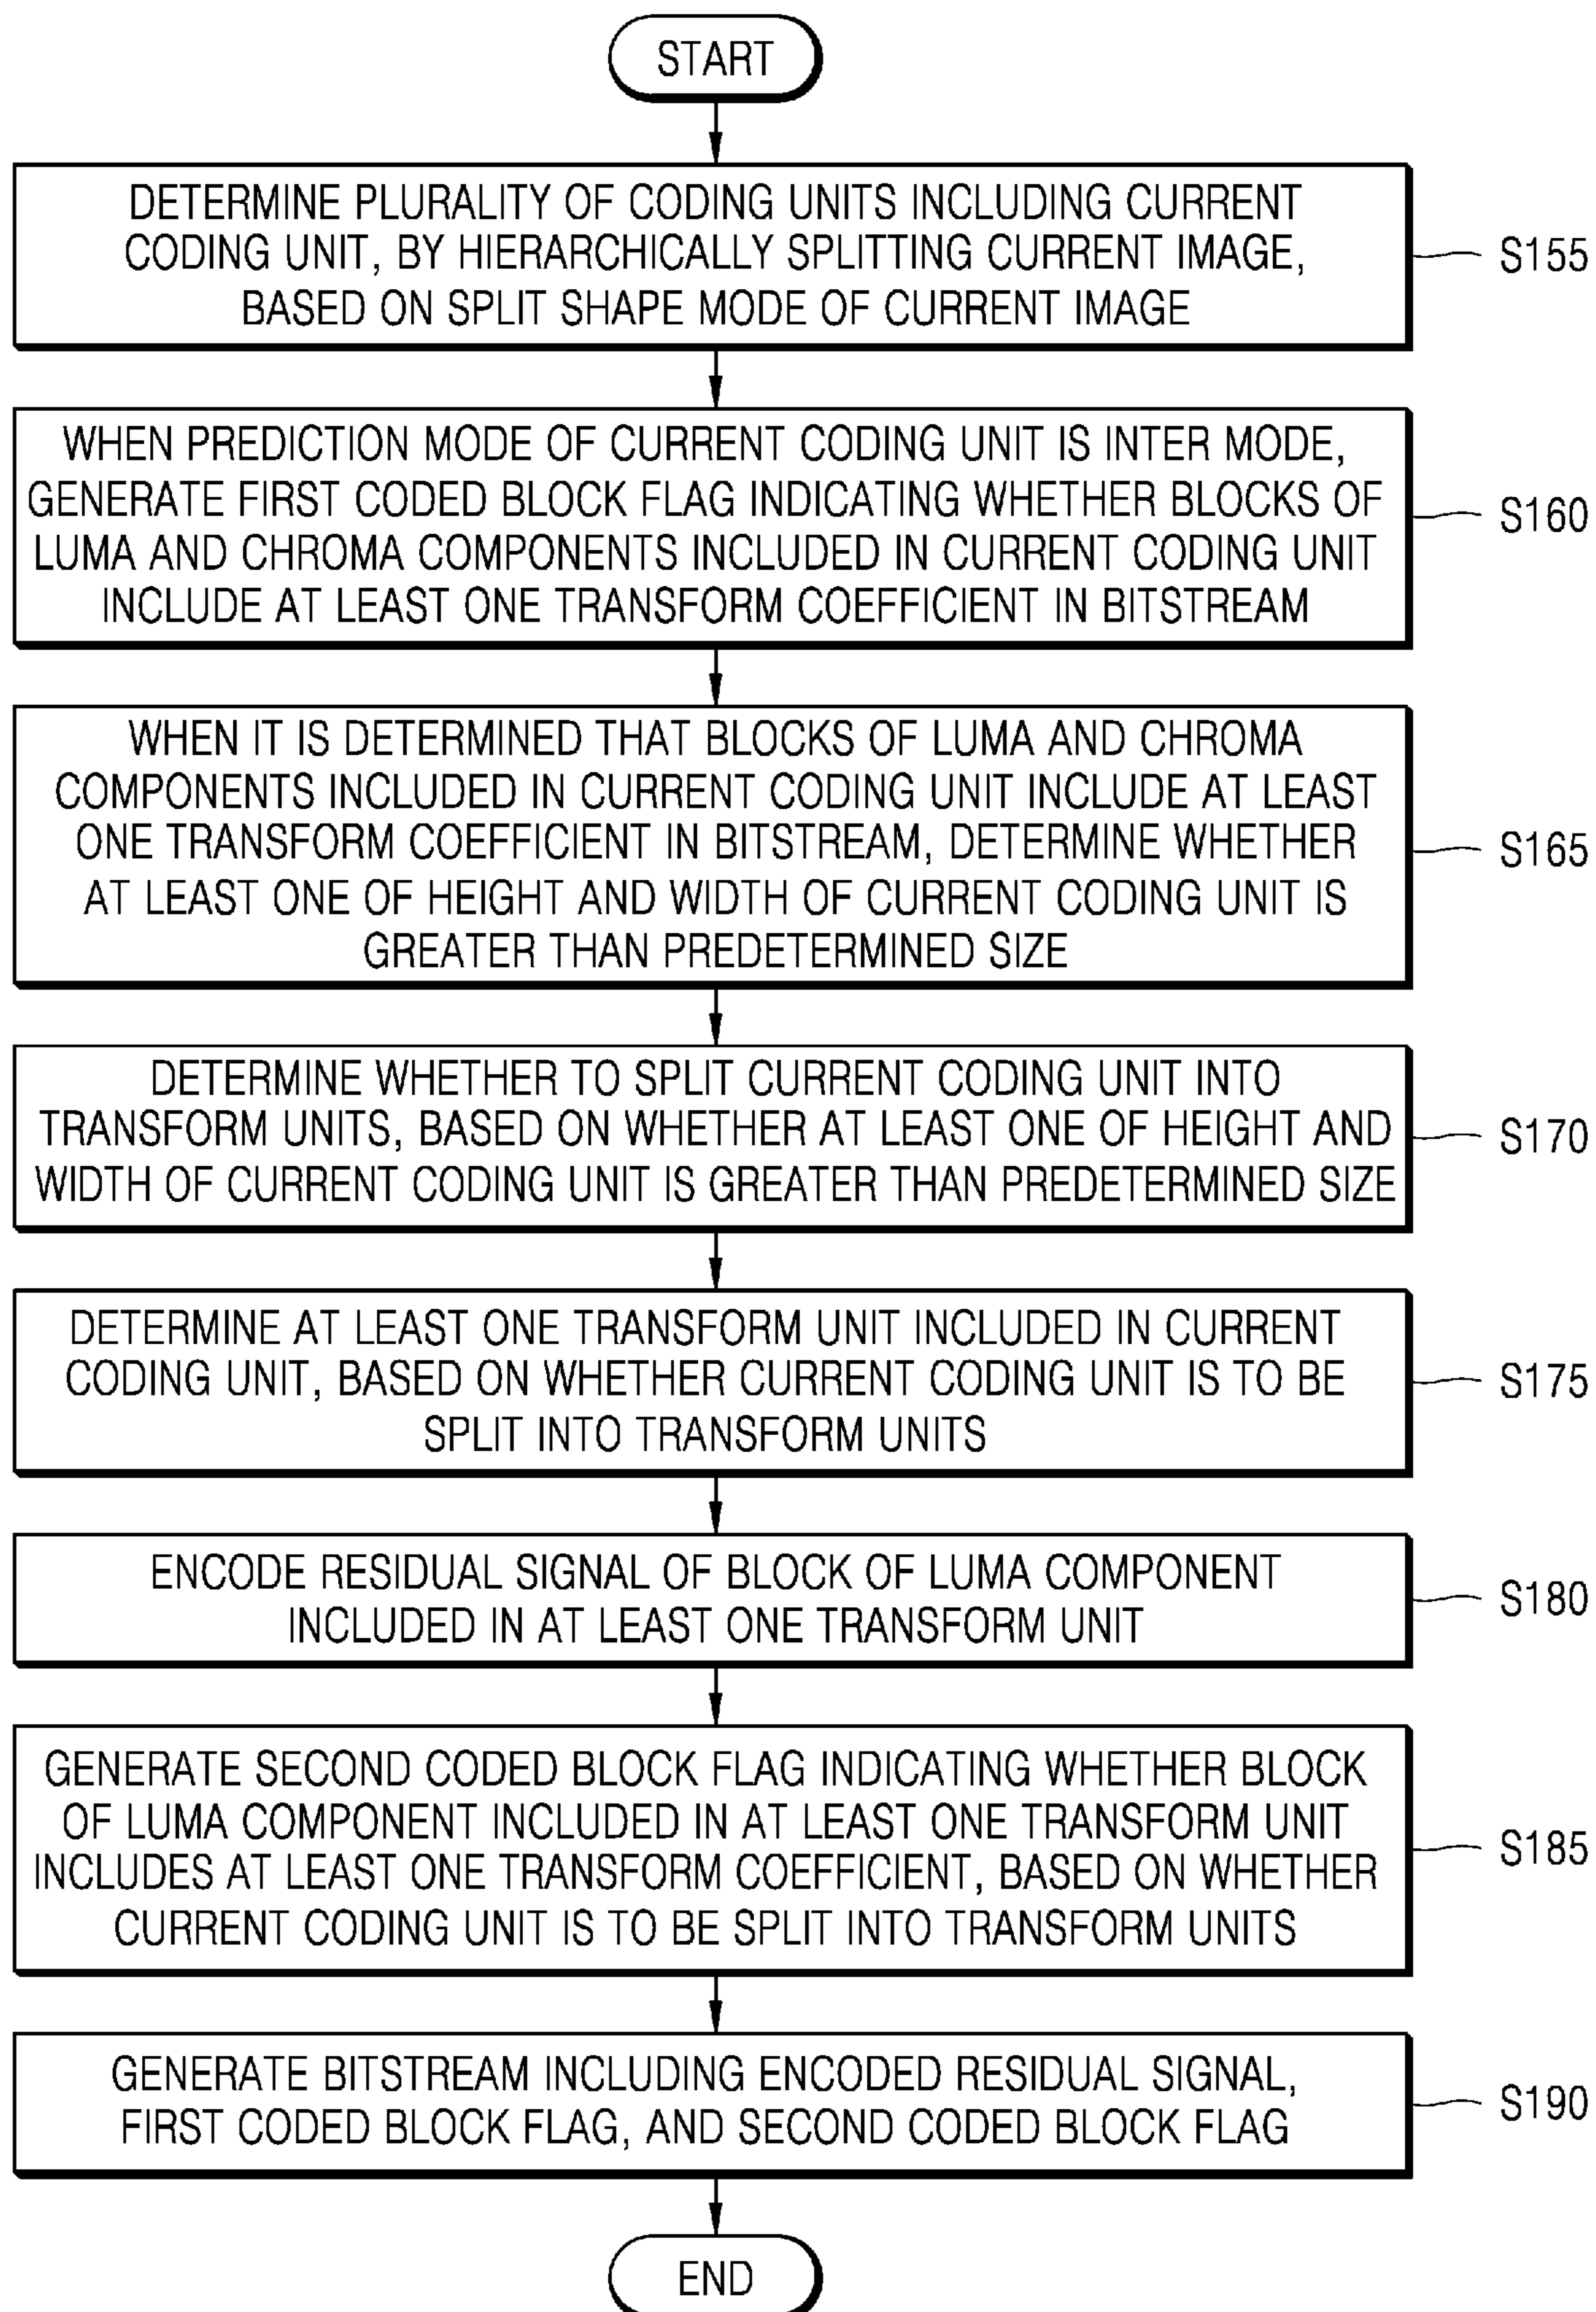 START
DETERMINE PLURALITY OF CODING UNITS INCLUDING CURRENT
CODING UNIT, BY HIERARCHICALLY SPLITTING CURRENT IMAGE,
BASED ON SPLIT SHAPE MODE OF CURRENT IMAGE
S155
WHEN PREDICTION MODE OF CURRENT CODING UNIT IS INTER MODE,
GENERATE FIRST CODED BLOCK FLAG INDICATING WHETHER BLOCKS OF
LUMA AND CHROMA COMPONENTS INCLUDED IN CURRENT CODING UNIT
INCLUDE AT LEAST ONE TRANSFORM COEFFICIENT IN BITSTREAM
S160
WHEN IT IS DETERMINED THAT BLOCKS OF LUMA AND CHROMA
COMPONENTS INCLUDED IN CURRENT CODING UNIT INCLUDE AT LEAST
ONE TRANSFORM COEFFICIENT IN BITSTREAM, DETERMINE WHETHER
AT LEAST ONE OF HEIGHT AND WIDTH OF CURRENT CODING UNIT IS
GREATER THAN PREDETERMINED SIZE
S165
DETERMINE WHETHER TO SPLIT CURRENT CODING UNIT INTO
TRANSFORM UNITS, BASED ON WHETHER AT LEAST ONE OF HEIGHT AND
WIDTH OF CURRENT CODING UNIT IS GREATER THAN PREDETERMINED SIZE
S170
DETERMINE AT LEAST ONE TRANSFORM UNIT INCLUDED IN CURRENT
CODING UNIT, BASED ON WHETHER CURRENT CODING UNIT IS TO BE
SPLIT INTO TRANSFORM UNITS
S175
ENCODE RESIDUAL SIGNAL OF BLOCK OF LUMA COMPONENT
INCLUDED IN AT LEAST ONE TRANSFORM UNIT
S180
GENERATE SECOND CODED BLOCK FLAG INDICATING WHETHER BLOCK
OF LUMA COMPONENT INCLUDED IN AT LEAST ONE TRANSFORM UNIT
INCLUDES AT LEAST ONE TRANSFORM COEFFICIENT, BASED ON WHETHER
CURRENT CODING UNIT IS TO BE SPLIT INTO TRANSFORM UNITS
S185
GENERATE BITSTREAM INCLUDING ENCODED RESIDUAL SIGNAL,
FIRST CODED BLOCK FLAG, AND SECOND CODED BLOCK FLAG
S190
END